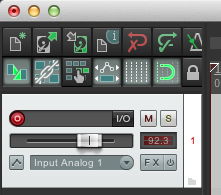 I/O M S
-92.3- 1
Input Analog 1 FX